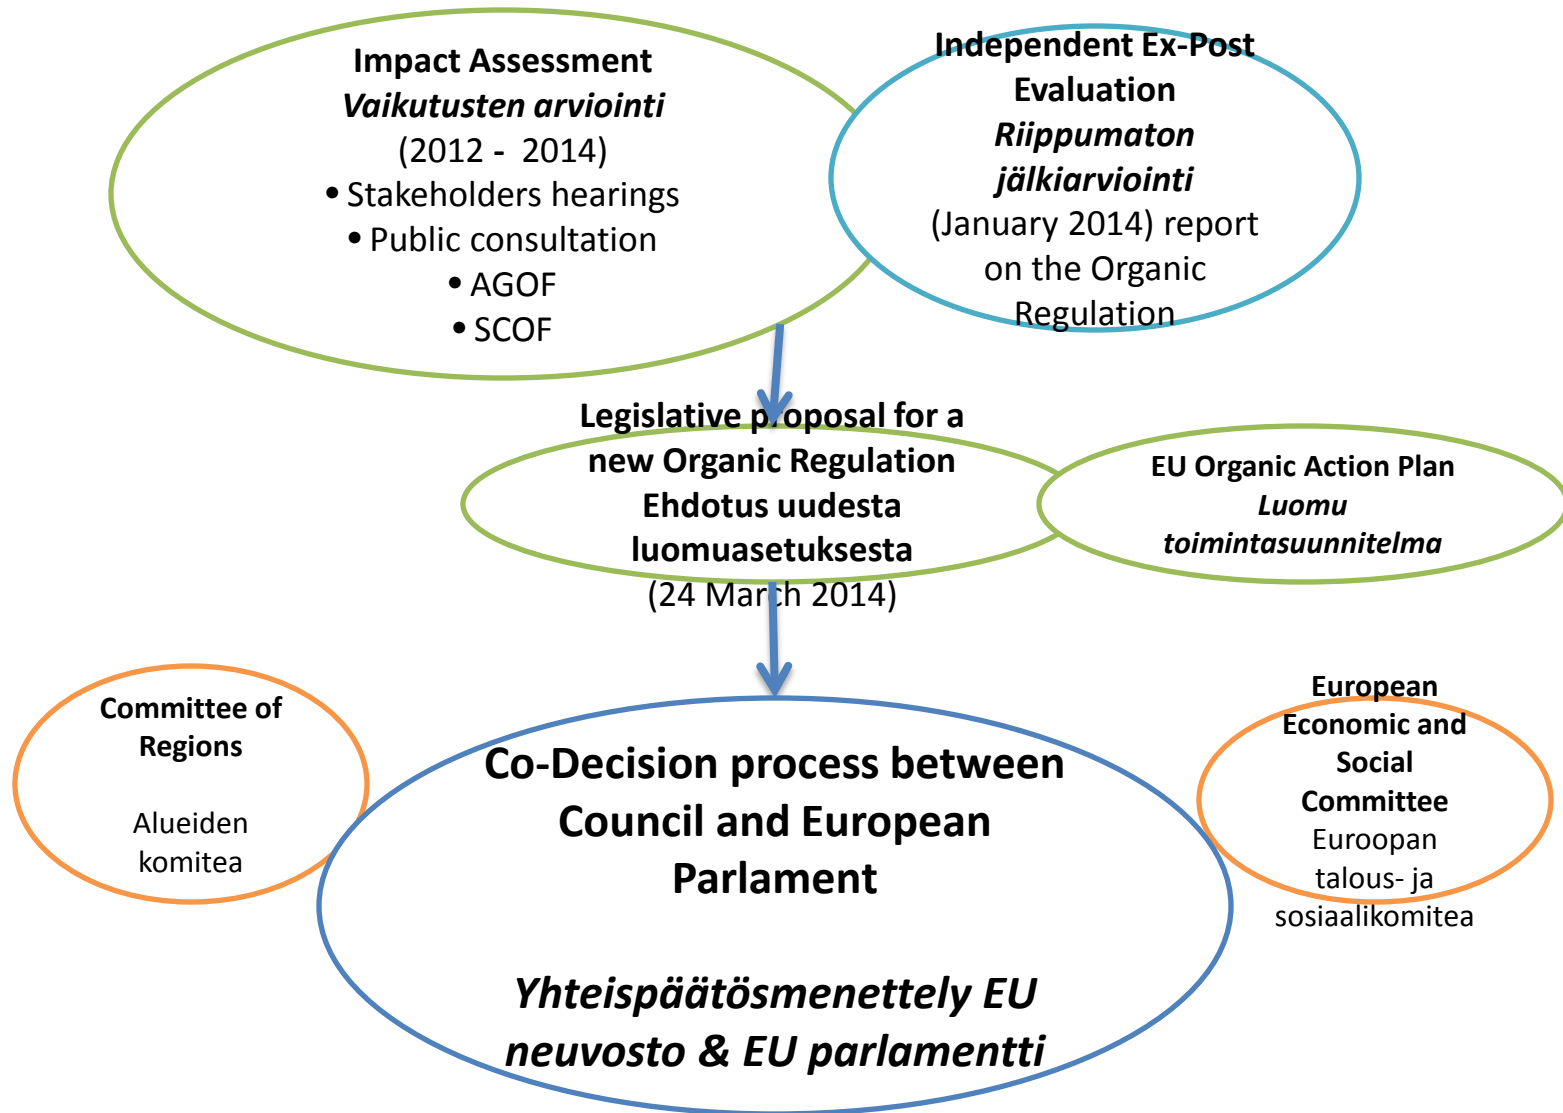 Impact Assessment
Vaikutusten arviointi
(2012 - 2014)
• Stakeholders hearings
• Public consultation
• AGOF
• SCOF
Independent Ex-Post
Evaluation
Riippumaton
jälkiarviointi
(January 2014) report
on the Organic
Regulation
Legislative proposal for a
new Organic Regulation
Ehdotus uudesta
luomuasetuksesta
(24 March 2014)
EU Organic Action Plan
Luomu
toimintasuunnitelma
Committee of
Regions
Alueiden
komitea
Co-Decision process between
Council and European
Parlament
Yhteispäätösmenettely EU
neuvosto & EU parlamentti
European
Economic and
Social
Committee
Euroopan
talous- ja
sosiaalikomitea